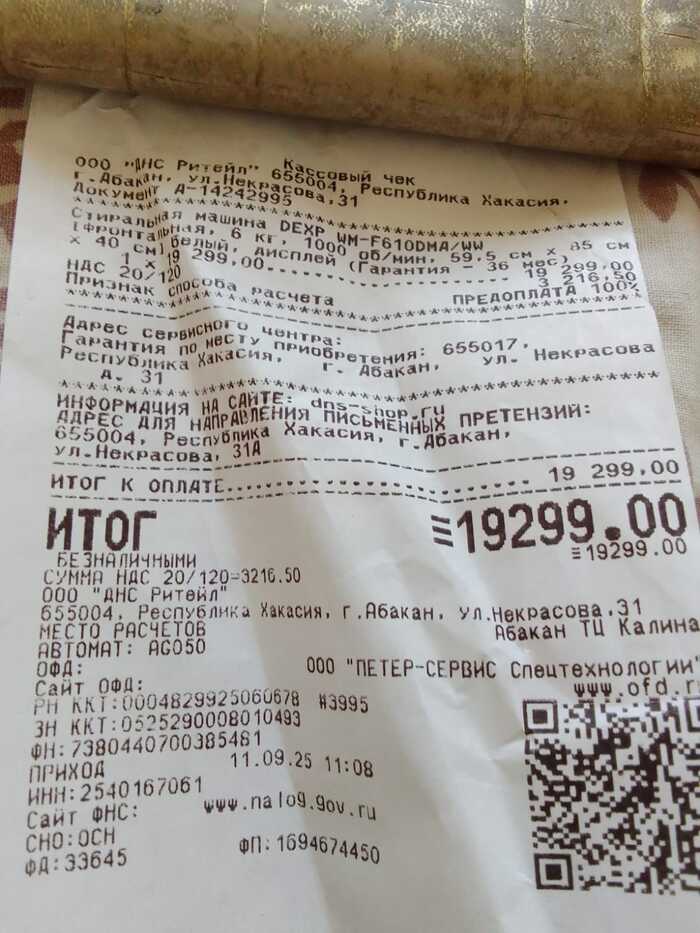 Кассовый чек
ООО "ДНС Ритейл" 655004, Республика Хакасия,
г.Абакан, ул.Некрасова,31
Документ А-14242995
Стиральная машина DEXP WM-F610DMA/WW
[фронтальная, 6 кг, 1000 об/мин, 59,5 см x 85 см
x 40 см]белый, дисплей (Гарантия - 36 мес)
1 x 19 299,00..................... 19 299,00
НДС 20/120 3 216,50
Признак способа расчета ПРЕДОПЛАТА 100%
Адрес сервисного центра:
Гарантия по месту приобретения: 655017,
Республика Хакасия, г. Абакан, ул. Некрасова
д. 31
ИНФОРМАЦИЯ НА САЙТЕ: dns-shop.ru
АДРЕС ДЛЯ НАПРАВЛЕНИЯ ПИСЬМЕННЫХ ПРЕТЕНЗИЙ:
655004, Республика Хакасия, г.Абакан,
ул.Некрасова, 31А
ИТОГ К ОПЛАТЕ....................... 19 299,00
ИТОГ ≡19299.00
БЕЗНАЛИЧНЫМИ ≡19299.00
СУММА НДС 20/120=3216.50
ООО "ДНС Ритейл"
655004, Республика Хакасия, г.Абакан, ул.Некрасова,31
МЕСТО РАСЧЕТОВ Абакан ТЦ Калина
АВТОМАТ: AG050
ОФД: ООО "ПЕТЕР-СЕРВИС Спецтехнологии"
Сайт ОФД: www.ofd.r
РН ККТ:0004829925060678 #3995
ЗН ККТ:0525290008010493
ФН:7380440700385481
ПРИХОД 11.09.25 11:08
ИНН:2540167061
Сайт ФНС: www.nalog.gov.ru
СНО:ОСН
ФД:33645 ФП:1694674450